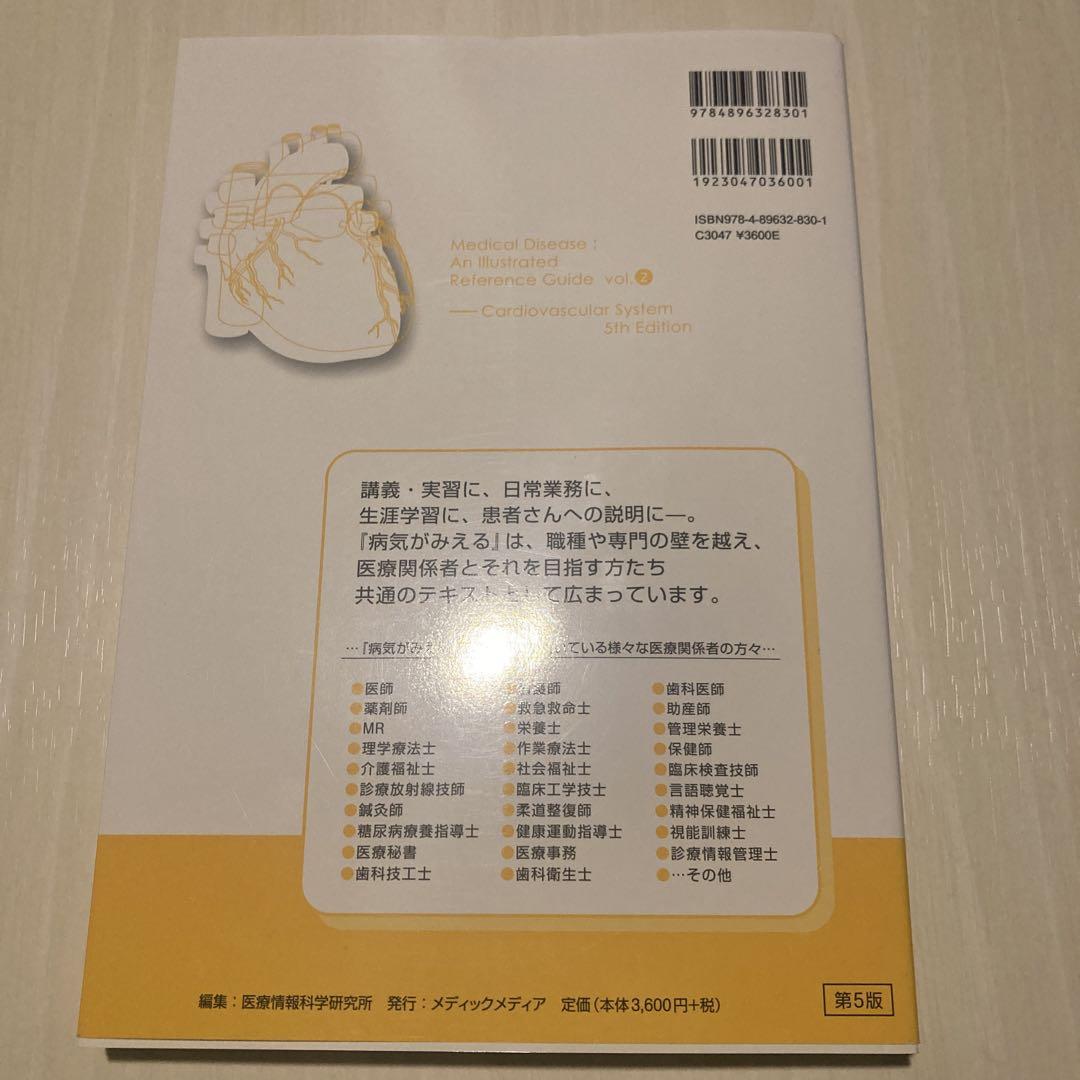 9784896328301
1923047036001
ISBN978-4-89632-830-1
C3047 ¥3600E
Medical Disease :
An Illustrated
Reference Guide vol.2
Cardiovascular System
5th Edition
講義・実習に、日常業務に、
生涯学習に、患者さんへの説明に―。
『病気がみえる』は、職種や専門の壁を越え、
医療関係者とそれを目指す方たち
共通のテキストとして広まっています。
…『病気がみえ いている様々な医療関係者の方々…
●医師 ●看護師 ●歯科医師
●薬剤師 ●救急救命士 ●助産師
●MR ●栄養士 ●管理栄養士
●理学療法士 ●作業療法士 ●保健師
●介護福祉士 ●社会福祉士 ●臨床検査技師
●診療放射線技師 ●臨床工学技士 ●言語聴覚士
●鍼灸師 ●柔道整復師 ●精神保健福祉士
●糖尿病療養指導士 ●健康運動指導士 ●視能訓練士
●医療秘書 ●医療事務 ●診療情報管理士
●歯科技工士 ●歯科衛生士 ●…その他
編集：医療情報科学研究所 発行：メディックメディア 定価（本体3,600円+税）
第5版